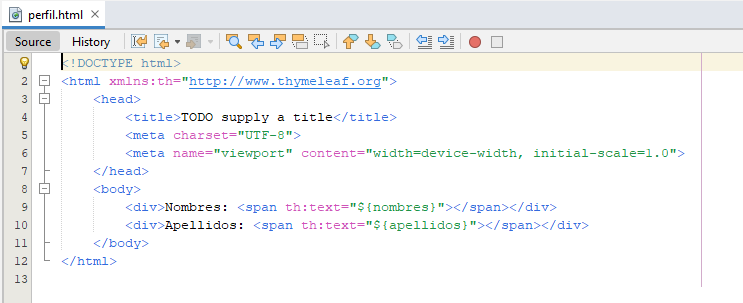 perfil.html
Source History
<!DOCTYPE html>
2 <html xmlns:th="http://www.thymeleaf.org">
3 <head>
4 <title>TODO supply a title</title>
5 <meta charset="UTF-8">
6 <meta name="viewport" content="width=device-width, initial-scale=1.0">
7 </head>
8 <body>
9 <div>Nombres: <span th:text="${nombres}"></span></div>
10 <div>Apellidos: <span th:text="${apellidos}"></span></div>
11 </body>
12 </html>
13